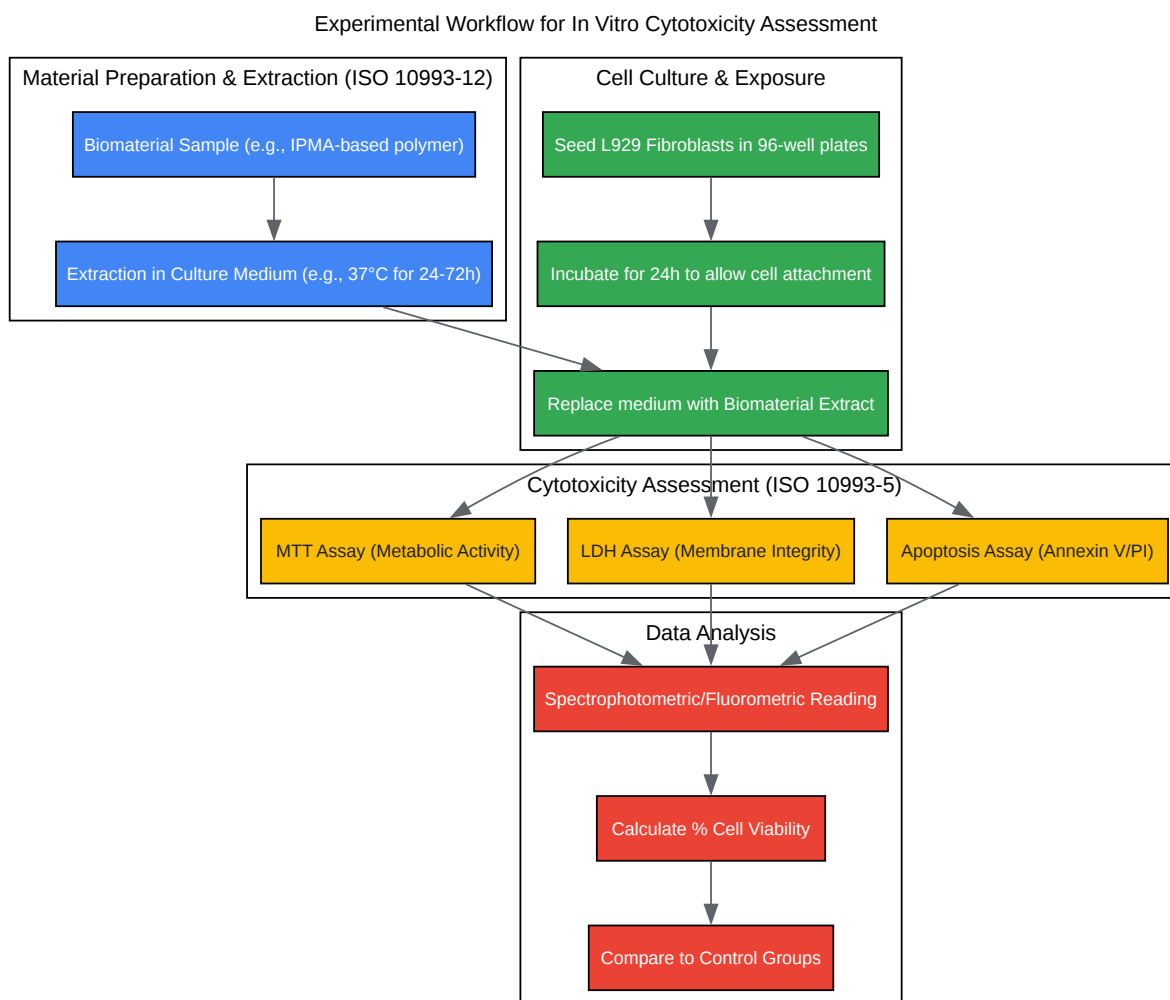 Experimental Workflow for In Vitro Cytotoxicity Assessment
Material Preparation & Extraction (ISO 10993-12)
Biomaterial Sample (e.g., IPMA-based polymer)
Extraction in Culture Medium (e.g., 37°C for 24-72h)
Cell Culture & Exposure
Seed L929 Fibroblasts in 96-well plates
Incubate for 24h to allow cell attachment
Replace medium with Biomaterial Extract
Cytotoxicity Assessment (ISO 10993-5)
MTT Assay (Metabolic Activity)
LDH Assay (Membrane Integrity)
Apoptosis Assay (Annexin V/PI)
Data Analysis
Spectrophotometric/Fluorometric Reading
Calculate % Cell Viability
Compare to Control Groups